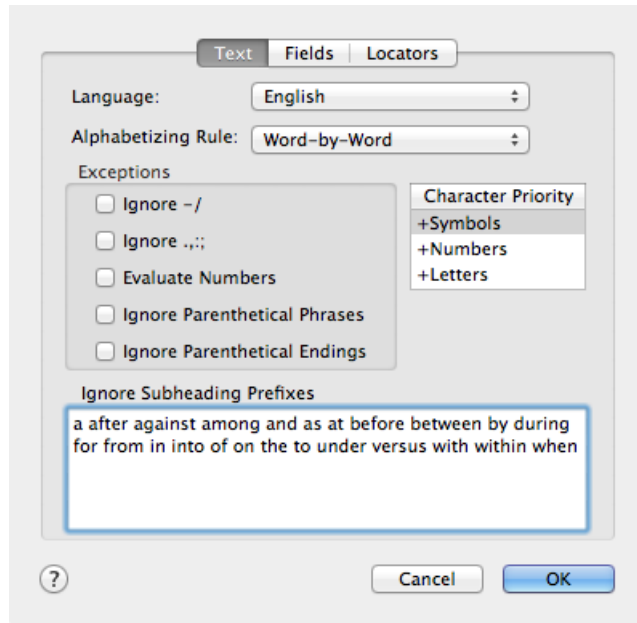 Text Fields Locators
Language: English
Alphabetizing Rule: Word-by-Word
Exceptions
Ignore -/
Ignore .,:;
Evaluate Numbers
Ignore Parenthetical Phrases
Ignore Parenthetical Endings
Character Priority
+Symbols
+Numbers
+Letters
Ignore Subheading Prefixes
a after against among and as at before between by during
for from in into of on the to under versus with within when
? Cancel OK